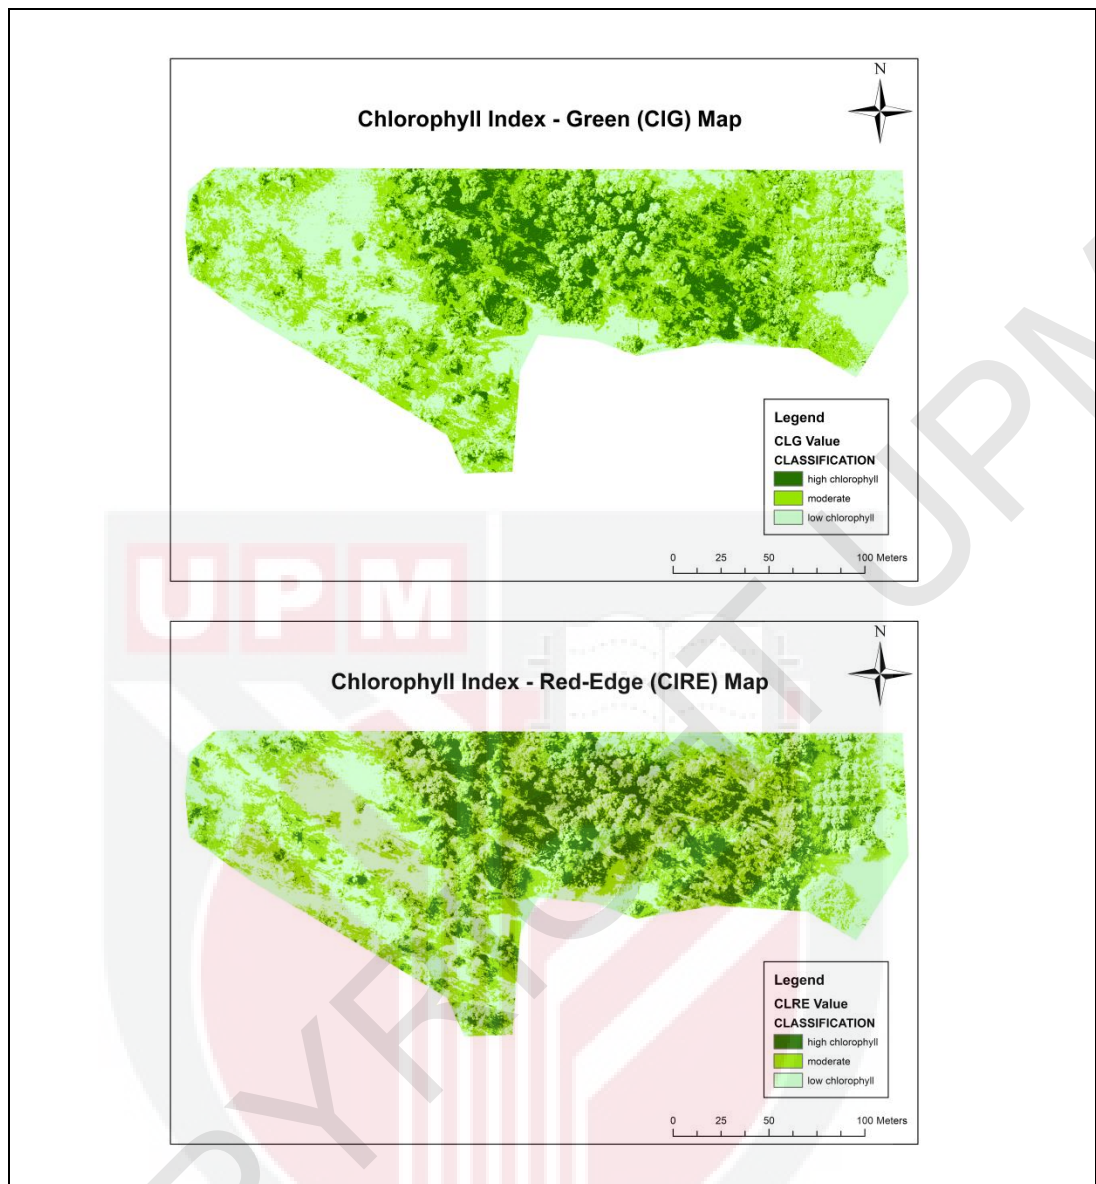 N
Chlorophyll Index - Green (CIG) Map
Legend
CLG Value
CLASSIFICATION
high chlorophyll
moderate
low chlorophyll
0 25 50 100 Meters
UPM
N
Chlorophyll Index - Red-Edge (CIRE) Map
Legend
CLRE Value
CLASSIFICATION
high chlorophyll
moderate
low chlorophyll
0 25 50 100 Meters
PYRIGHT UPM